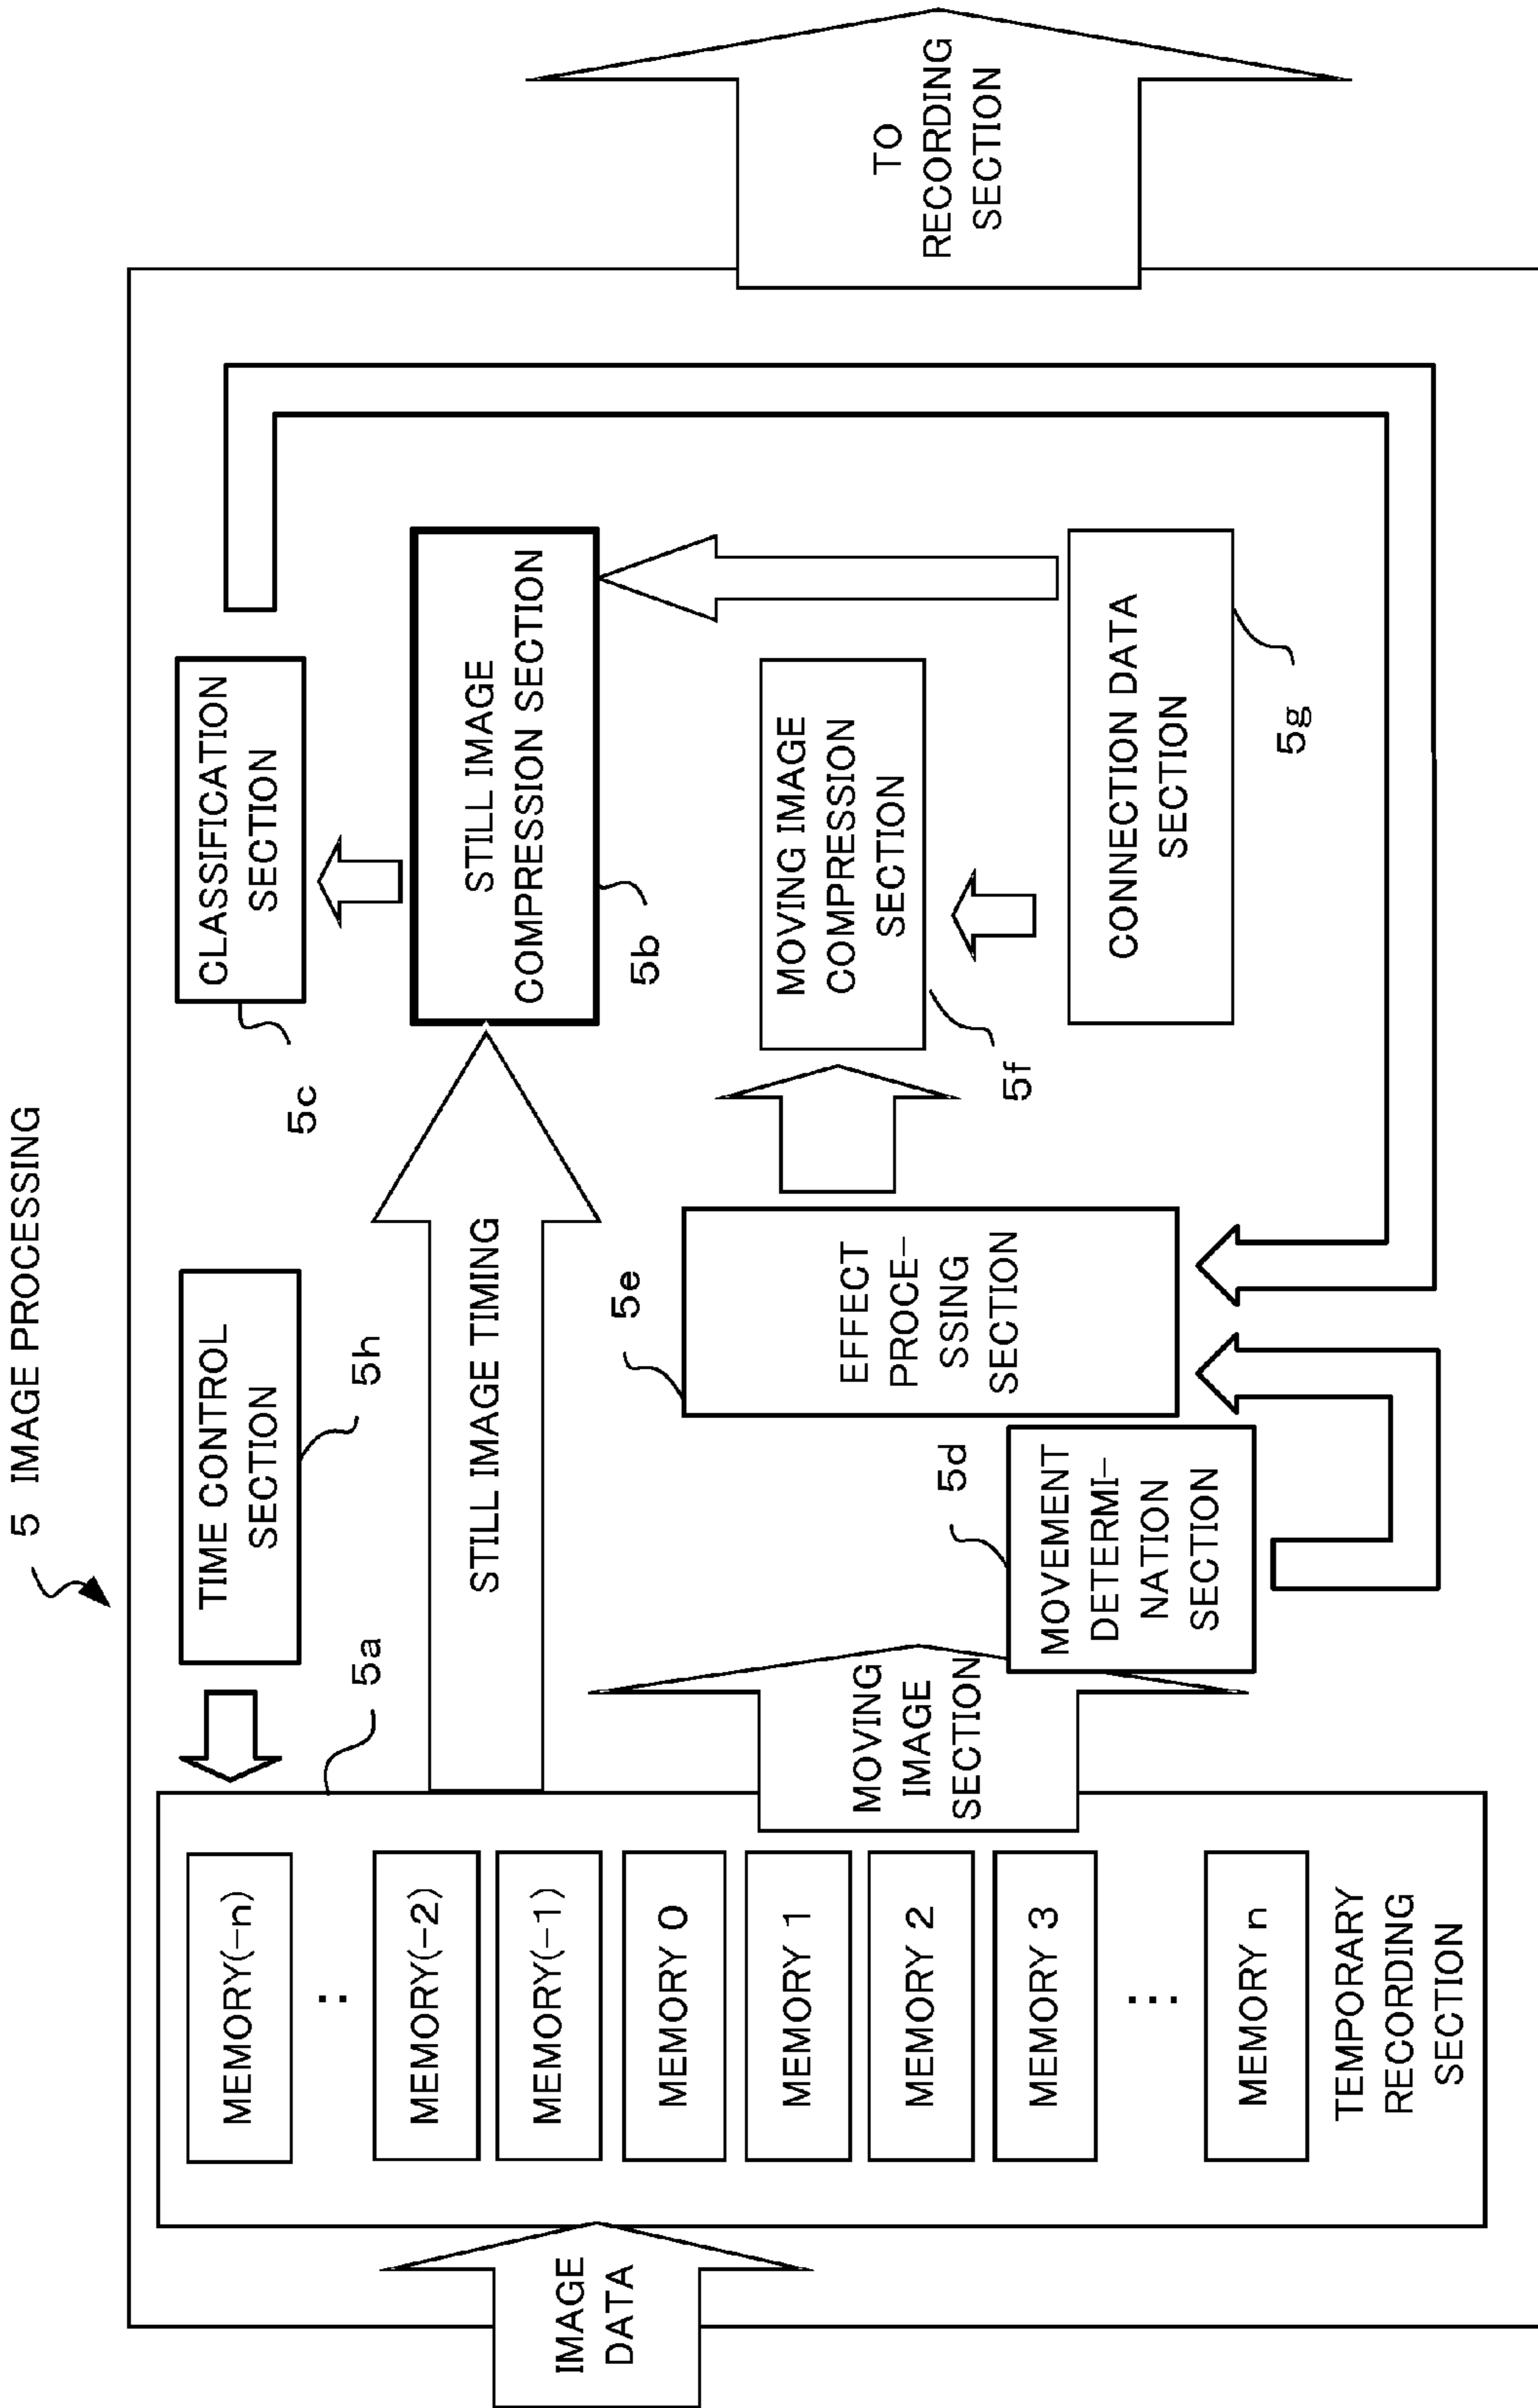 5 IMAGE PROCESSING
IMAGE
DATA
MEMORY(−n)
:
MEMORY(−2)
MEMORY(−1)
MEMORY 0
MEMORY 1
MEMORY 2
MEMORY 3
⋮
MEMORY n
TEMPORARY
RECORDING
SECTION
5a
TIME CONTROL
SECTION
5h
STILL IMAGE TIMING
MOVING
IMAGE
SECTION
5d
MOVEMENT
DETERMI−
NATION
SECTION
5e
EFFECT
PROCE−
SSING
SECTION
CLASSIFICATION
SECTION
5c
STILL IMAGE
COMPRESSION SECTION
5b
MOVING IMAGE
COMPRESSION
SECTION
5f
CONNECTION DATA
SECTION
5g
TO
RECORDING
SECTION